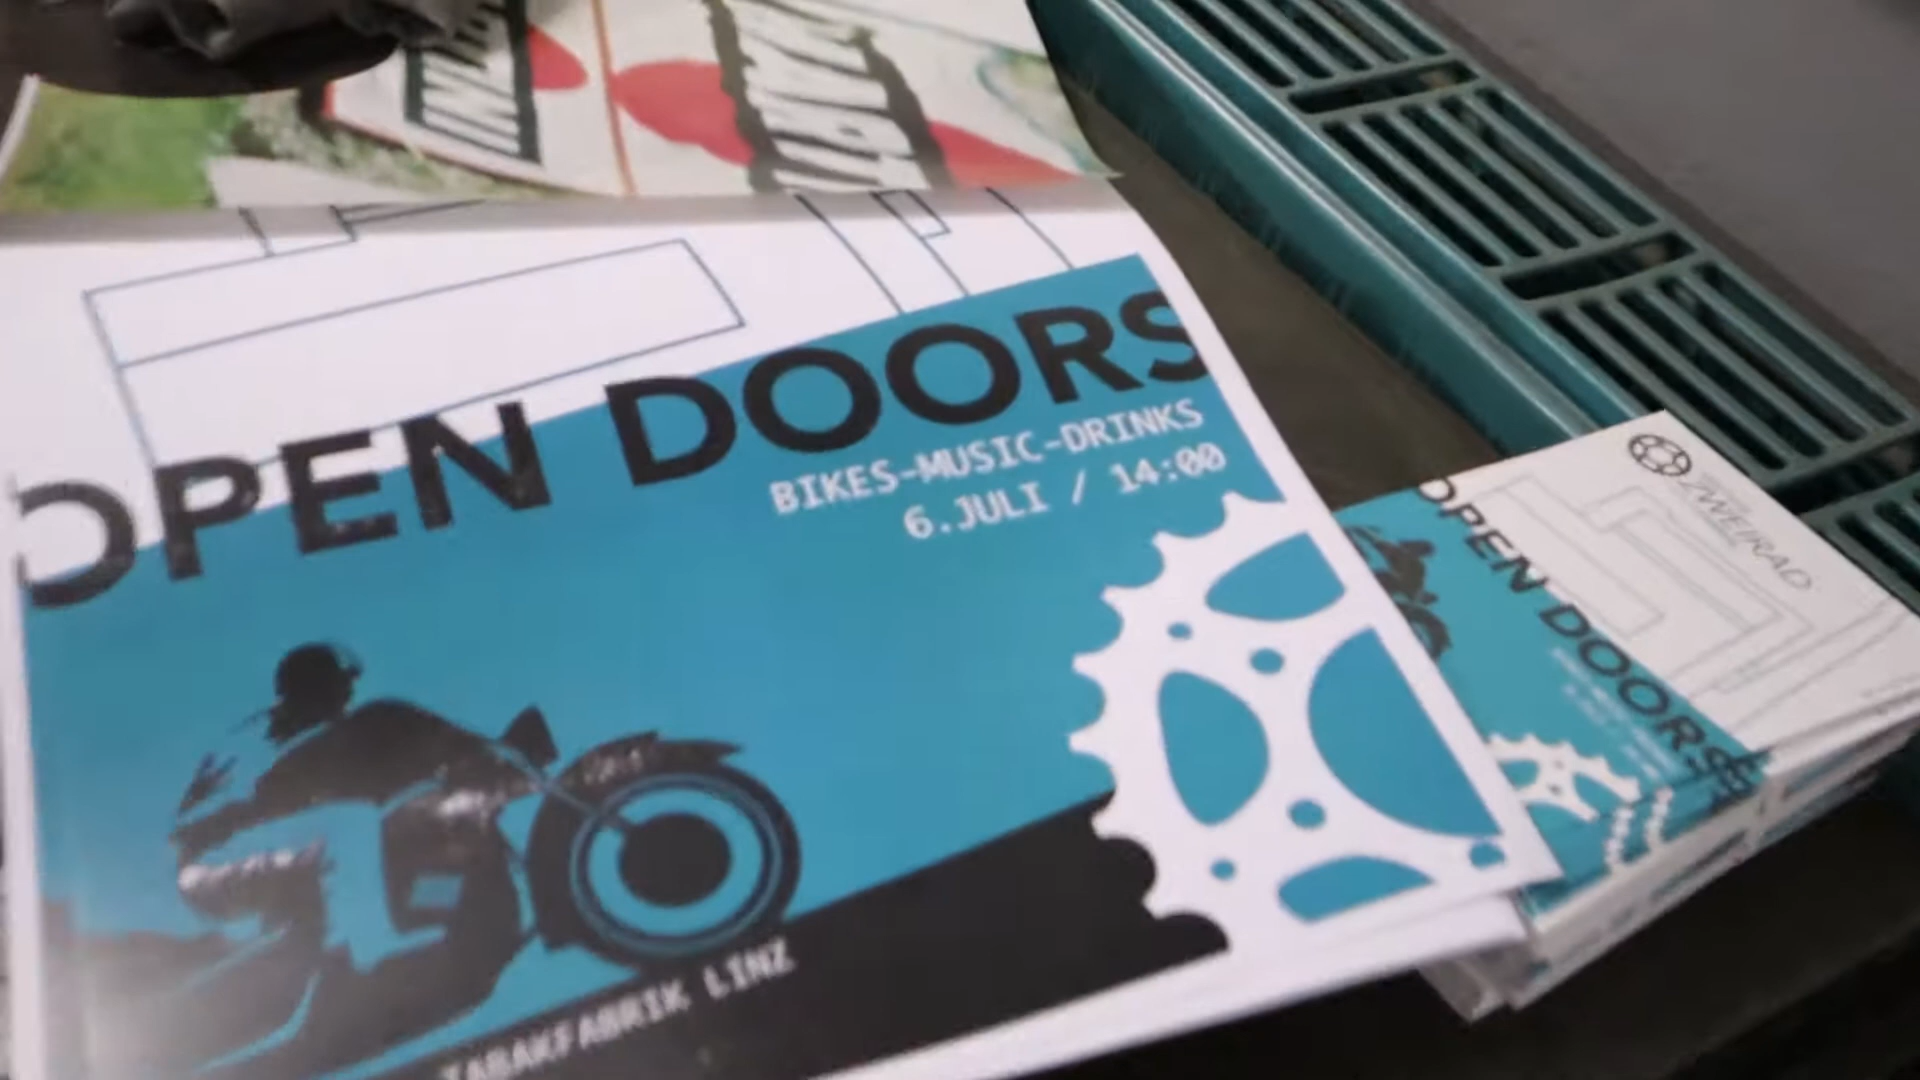 OPEN DOORS
BIKES-MUSIC-DRINKS
6.JULI / 14:00
TABAKFABRIK LINZ
ZWEIRAD
OPEN DOORS